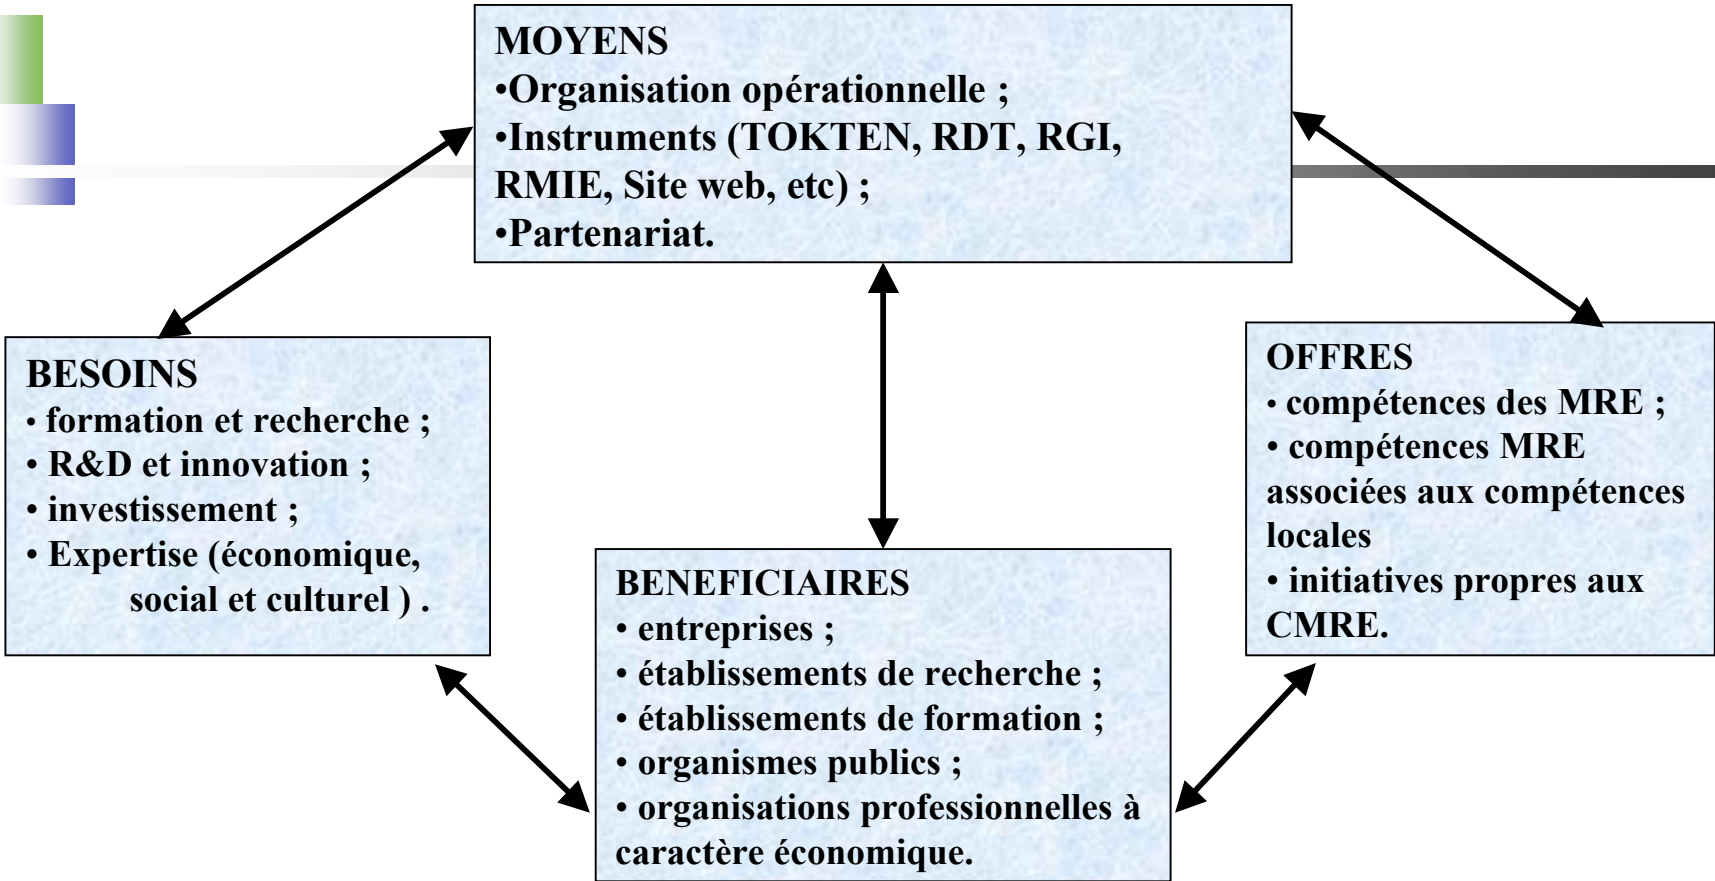 MOYENS
•Organisation opérationnelle ;
•Instruments (TOKTEN, RDT, RGI,
RMIE, Site web, etc) ;
•Partenariat.
BESOINS
• formation et recherche ;
• R&D et innovation ;
• investissement ;
• Expertise (économique,
social et culturel ) .
OFFRES
• compétences des MRE ;
• compétences MRE
associées aux compétences
locales
• initiatives propres aux
CMRE.
BENEFICIAIRES
• entreprises ;
• établissements de recherche ;
• établissements de formation ;
• organismes publics ;
• organisations professionnelles à
caractère économique.